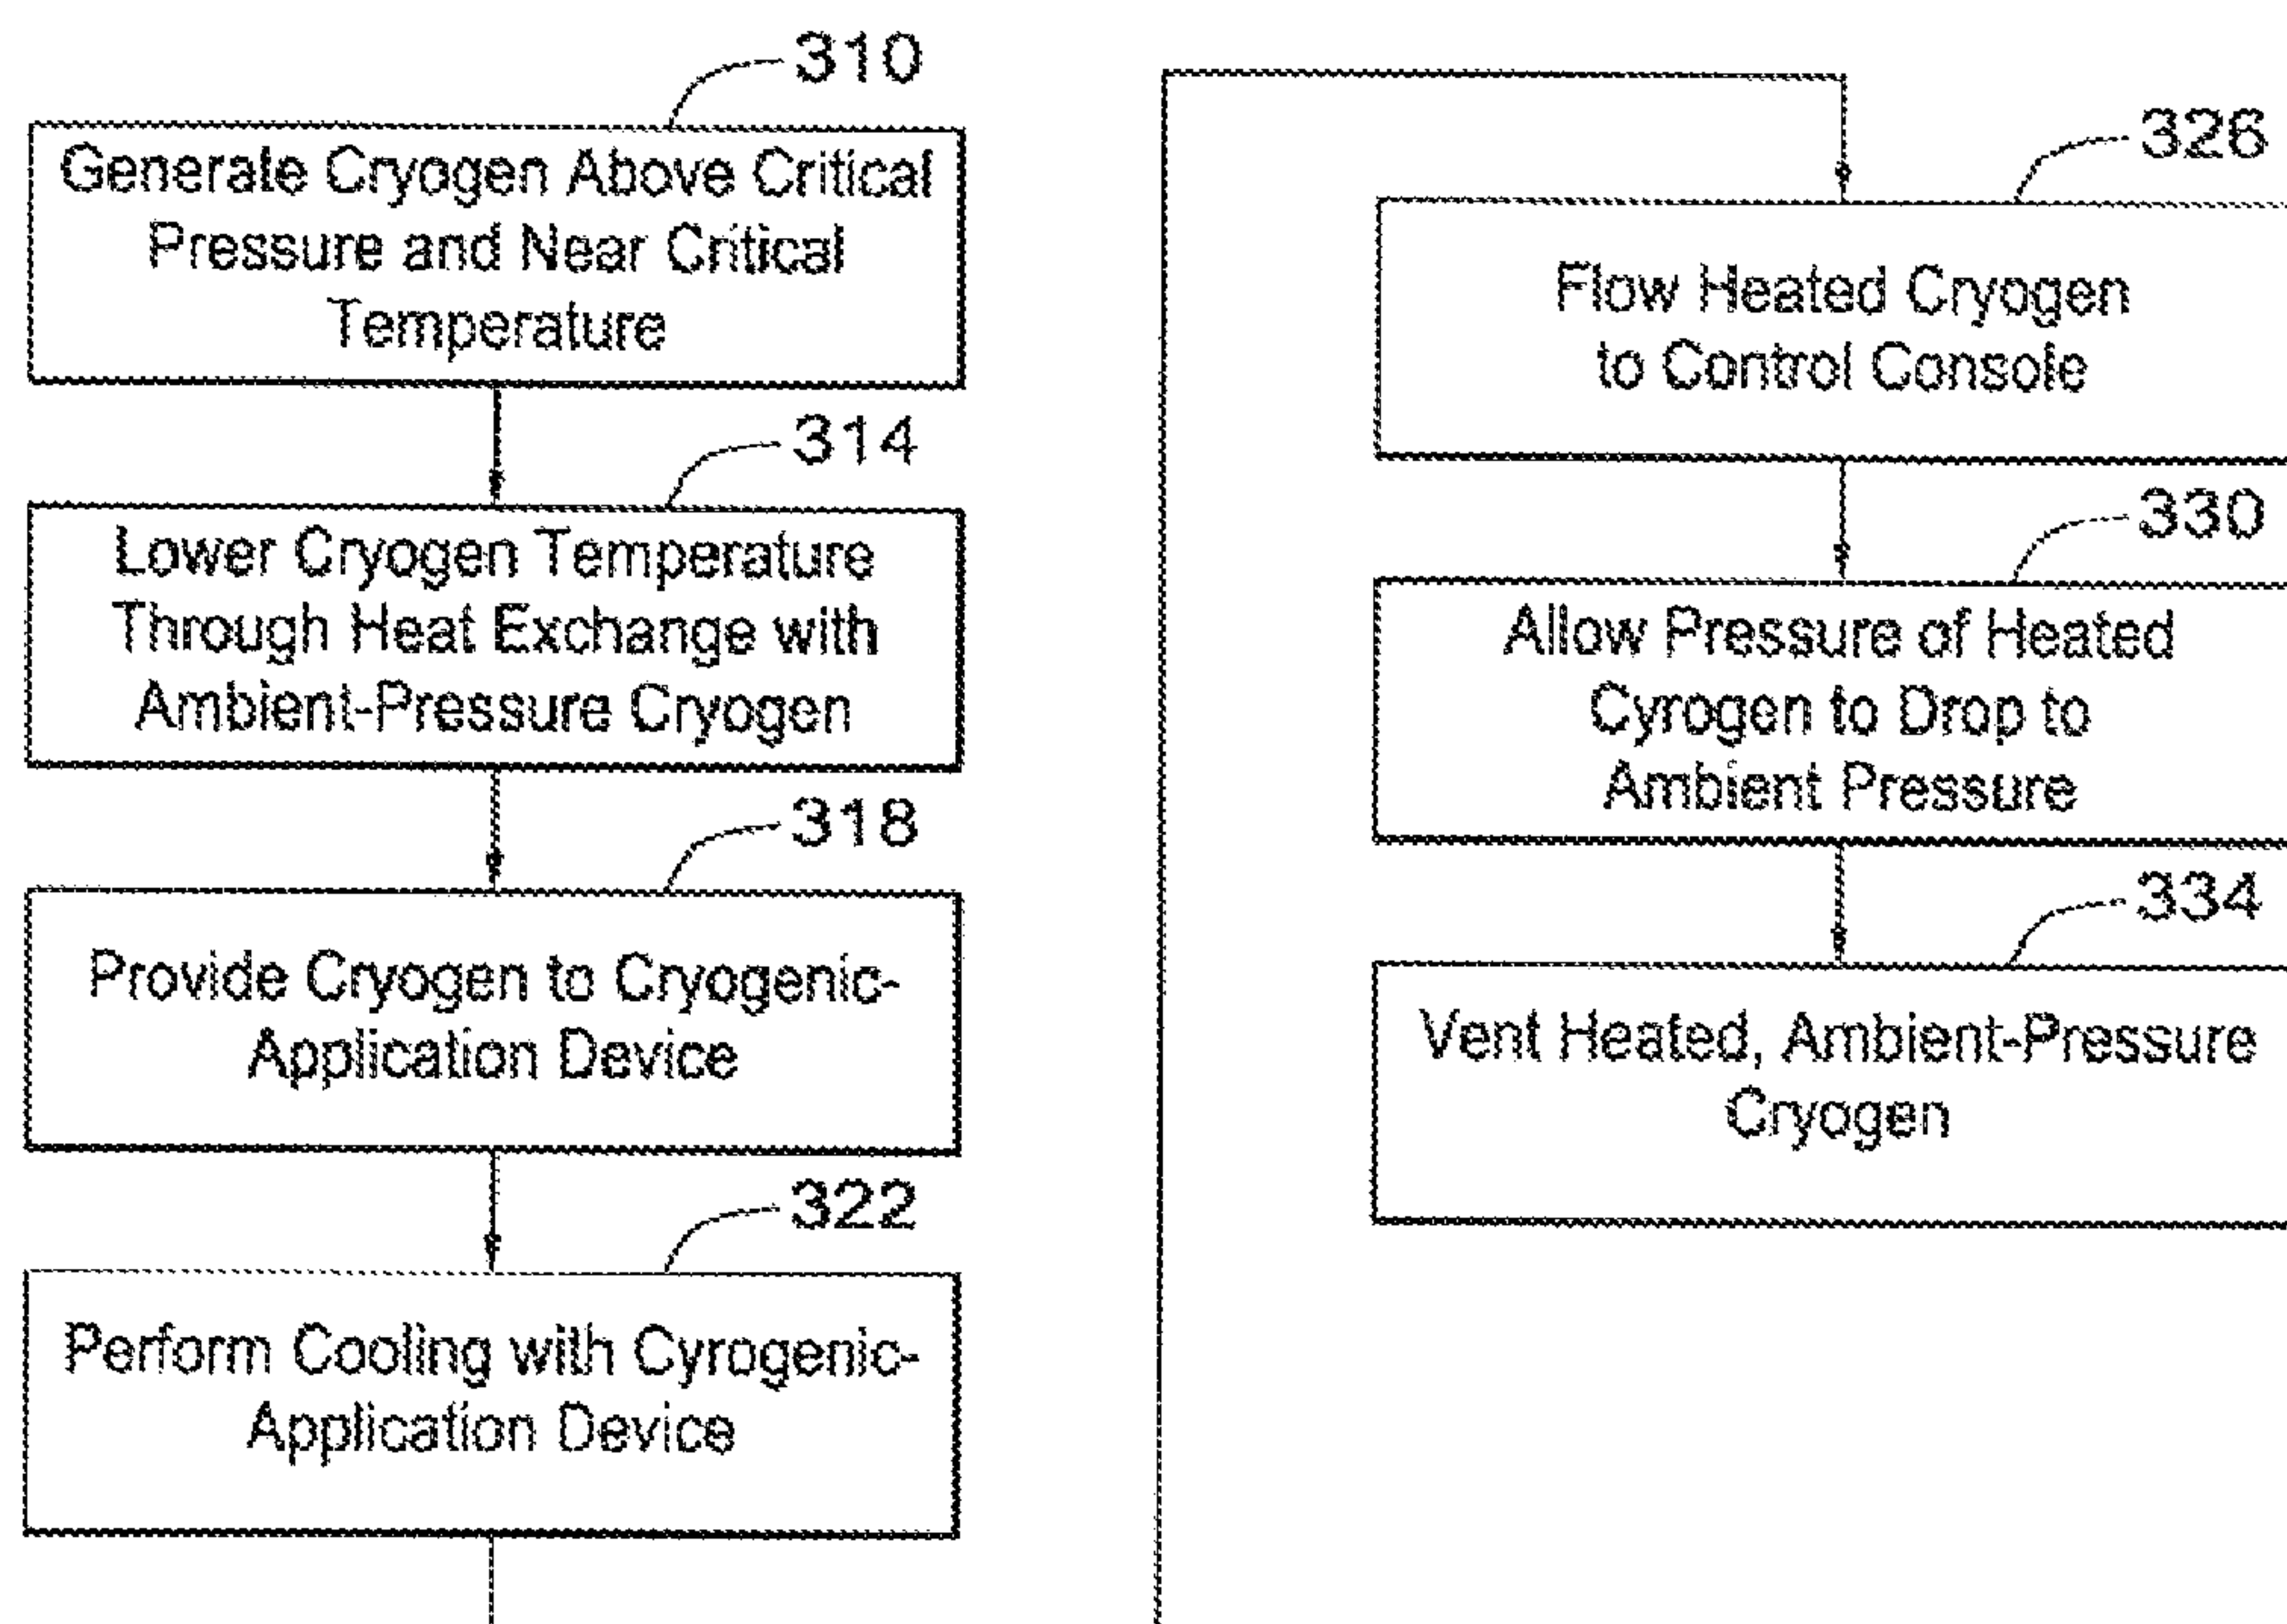 310
Generate Cryogen Above Critical
Pressure and Near Critical
Temperature
314
Lower Cryogen Temperature
Through Heat Exchange with
Ambient-Pressure Cryogen
318
Provide Cryogen to Cryogenic-
Application Device
322
Perform Cooling with Cyrogenic-
Application Device
326
Flow Heated Cryogen
to Control Console
330
Allow Pressure of Heated
Cyrogen to Drop to
Ambient Pressure
334
Vent Heated, Ambient-Pressure
Cryogen